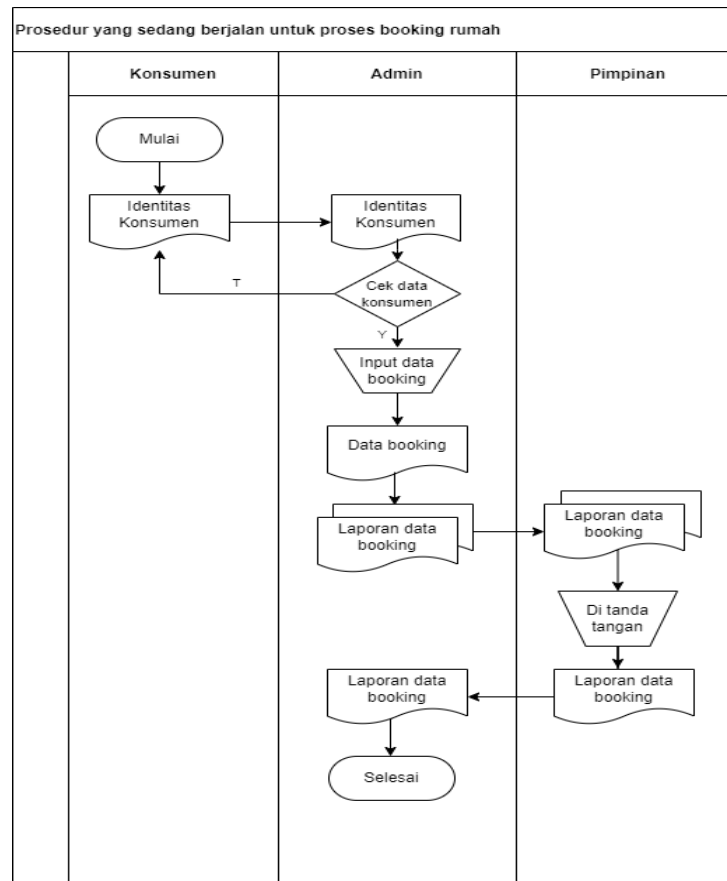 Prosedur yang sedang berjalan untuk proses booking rumah
Konsumen
Admin
Pimpinan
Mulai
Identitas
Konsumen
Identitas
Konsumen
Cek data
konsumen
T
Y
Input data
booking
Data booking
Laporan data
booking
Laporan data
booking
Di tanda
tangan
Laporan data
booking
Laporan data
booking
Selesai